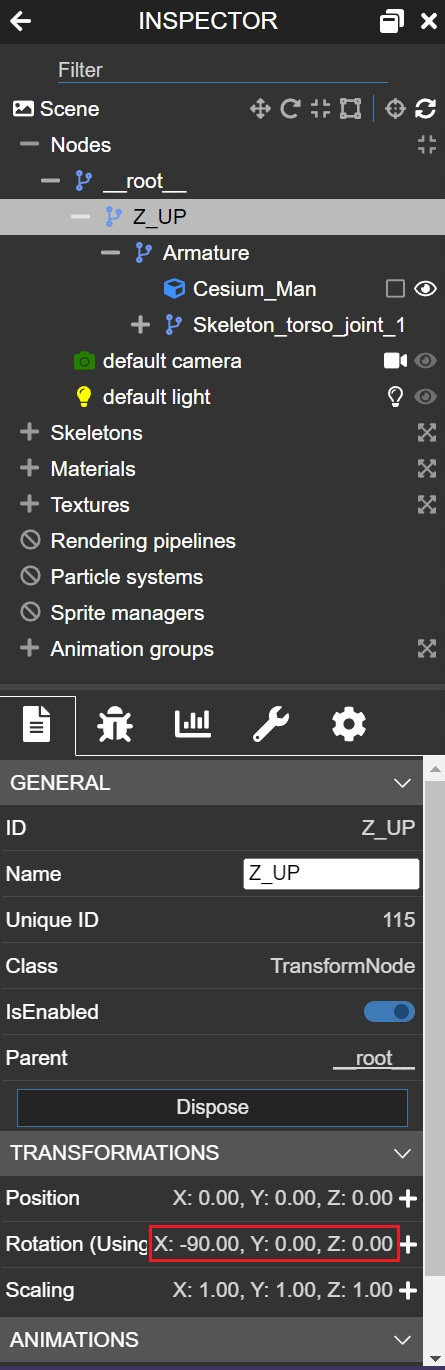 INSPECTOR
Filter
Scene
Nodes
__root__
Z_UP
Armature
Cesium_Man
Skeleton_torso_joint_1
default camera
default light
Skeletons
Materials
Textures
Rendering pipelines
Particle systems
Sprite managers
Animation groups
GENERAL
ID Z_UP
Name Z_UP
Unique ID 115
Class TransformNode
IsEnabled
Parent __root__
Dispose
TRANSFORMATIONS
Position X: 0.00, Y: 0.00, Z: 0.00
Rotation (Using X: -90.00, Y: 0.00, Z: 0.00
Scaling X: 1.00, Y: 1.00, Z: 1.00
ANIMATIONS